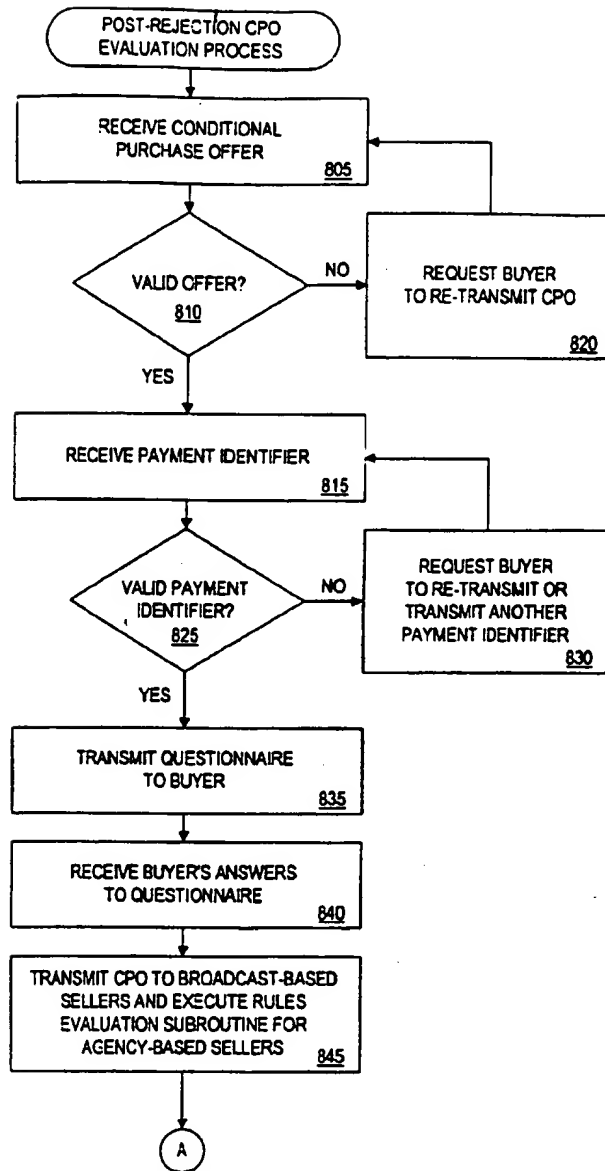 POST-REJECTION CPO
EVALUATION PROCESS
RECEIVE CONDITIONAL
PURCHASE OFFER
805
VALID OFFER?
810
NO
REQUEST BUYER
TO RE-TRANSMIT CPO
820
YES
RECEIVE PAYMENT IDENTIFIER
815
VALID PAYMENT
IDENTIFIER?
825
NO
REQUEST BUYER
TO RE-TRANSMIT OR
TRANSMIT ANOTHER
PAYMENT IDENTIFIER
830
YES
TRANSMIT QUESTIONNAIRE
TO BUYER
835
RECEIVE BUYER'S ANSWERS
TO QUESTIONNAIRE
840
TRANSMIT CPO TO BROADCAST-BASED
SELLERS AND EXECUTE RULES
EVALUATION SUBROUTINE FOR
AGENCY-BASED SELLERS
845
A